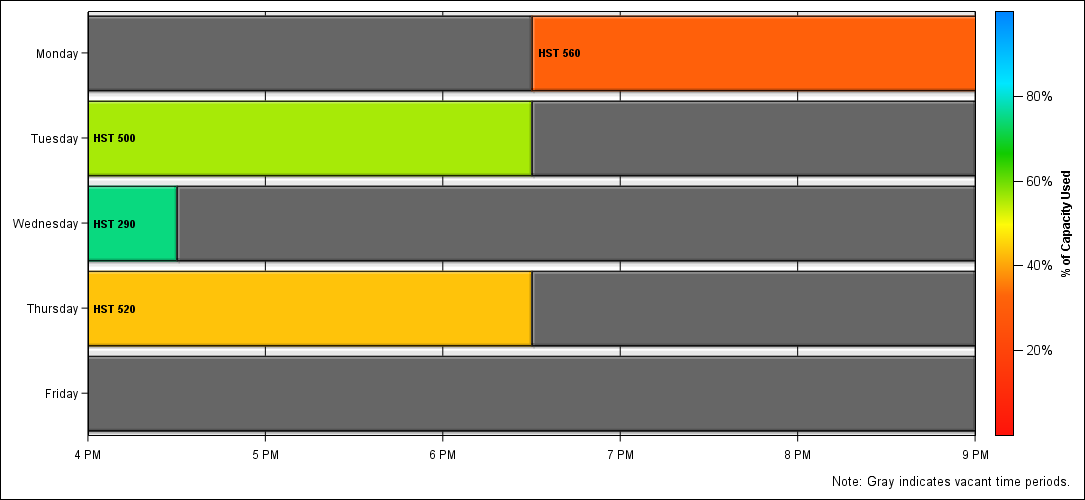 Monday
HST 560
Tuesday
HST 500
Wednesday
HST 290
Thursday
HST 520
Friday
4 PM 5 PM 6 PM 7 PM 8 PM 9 PM
80%
60%
40%
20%
% of Capacity Used
Note: Gray indicates vacant time periods.